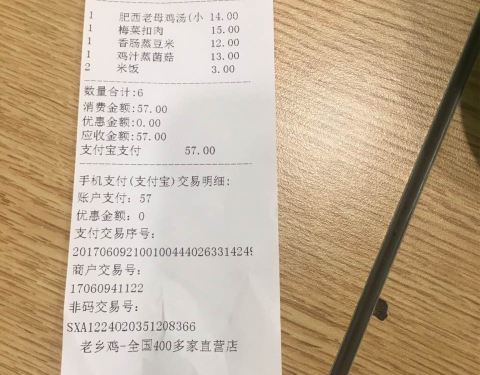 1 肥西老母鸡汤(小 14.00
1 梅菜扣肉 15.00
1 香肠蒸豆米 12.00
1 鸡汁蒸菌菇 13.00
2 米饭 3.00
数量合计:6
消费金额:57.00
优惠金额:0.00
应收金额:57.00
支付宝支付 57.00
手机支付(支付宝)交易明细:
账户支付: 57
优惠金额: 0
支付交易序号:
2017060921001004440263314249
商户交易号:
17060941122
非码交易号:
SXA1224020351208366
老乡鸡-全国400多家直营店